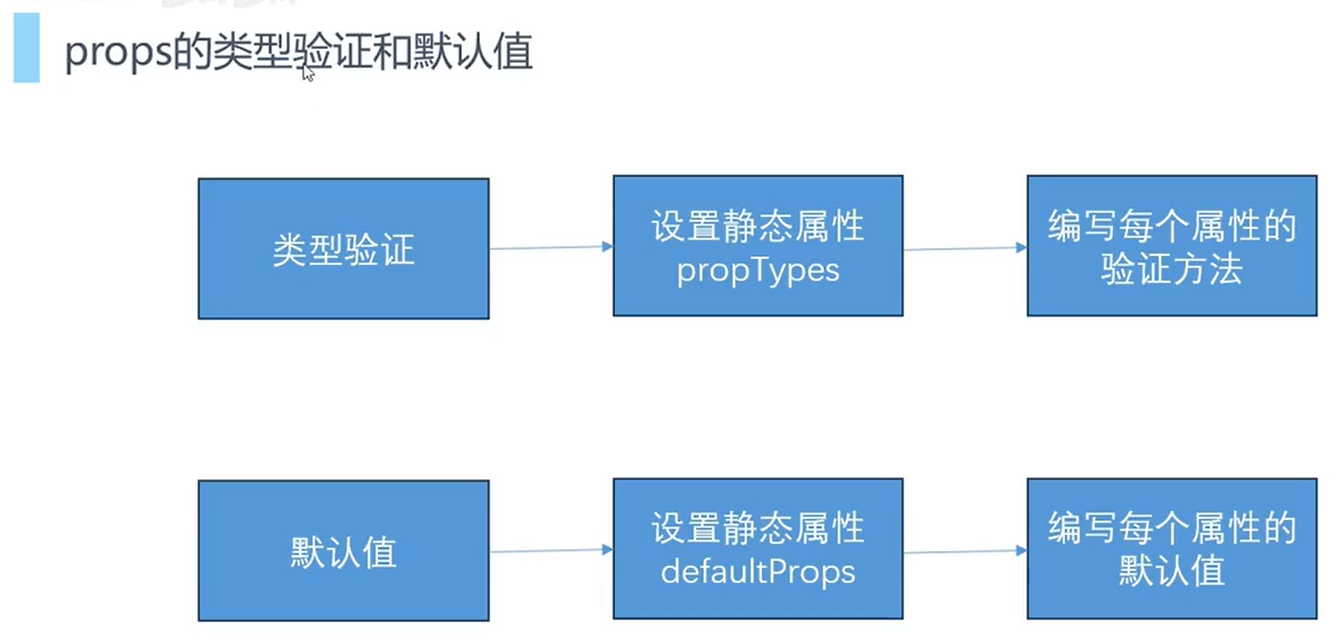 props的类型验证和默认值
类型验证
设置静态属性
propTypes
编写每个属性的
验证方法
默认值
设置静态属性
defaultProps
编写每个属性的
默认值